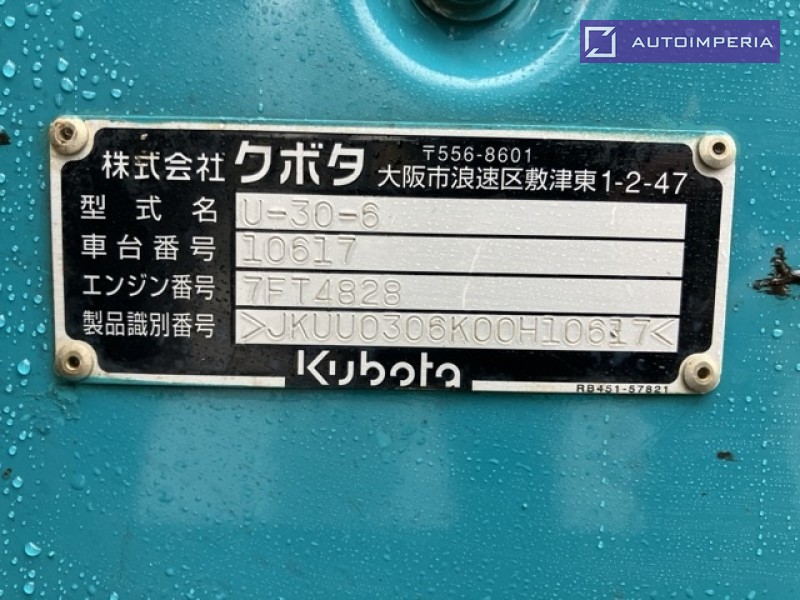 AUTOIMPERIA
株式会社クボタ
〒556-8601
大阪市浪速区敷津東1-2-47
型式名 U-30-6
車台番号 10617
エンジン番号 7FT4828
製品識別番号 >JKUU0306K00H10617<
Kubota
RB451-57821